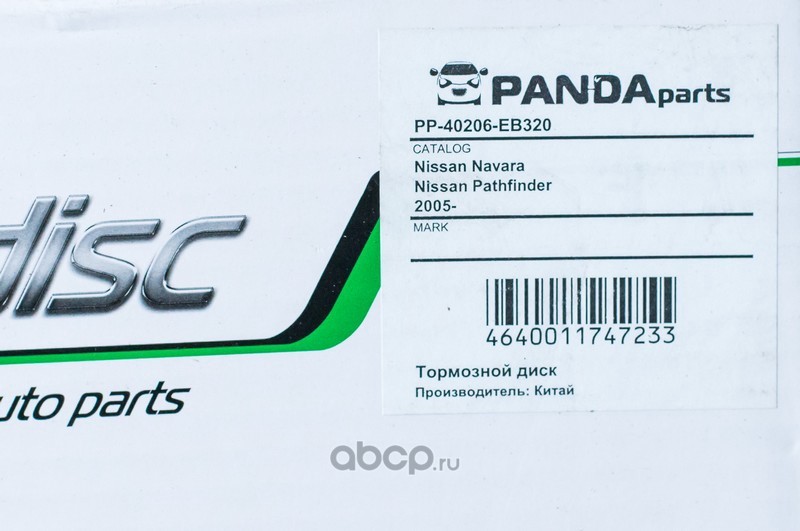 PANDAparts
PP-40206-EB320
CATALOG
Nissan Navara
Nissan Pathfinder
2005-
MARK
4640011747233
Тормозной диск
Производитель: Китай
disc
uto parts
abcp.ru